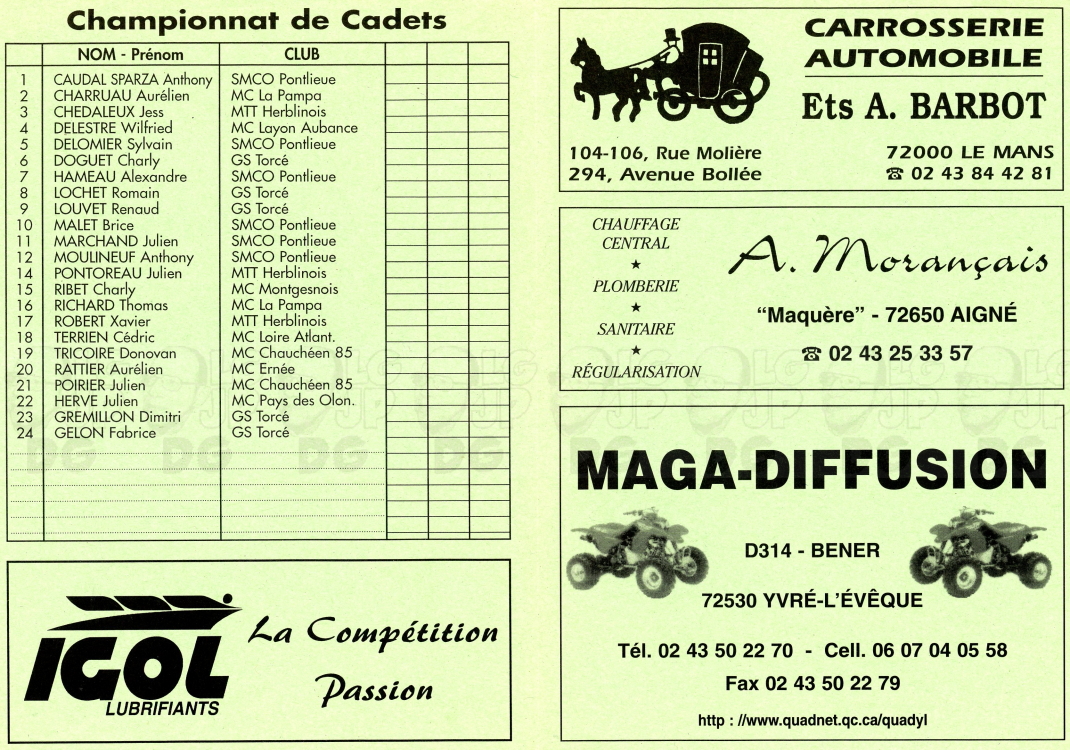 Championnat de Cadets
NOM - Prénom CLUB
1 CAUDAL SPARZA Anthony SMCO Pontlieue
2 CHARRUAU Aurélien MC La Pampa
3 CHEDALEUX Jess MTT Herblinois
4 DELESTRE Wilfried MC Layon Aubance
5 DELOMIER Sylvain SMCO Pontlieue
6 DOGUET Charly GS Torcé
7 HAMEAU Alexandre SMCO Pontlieue
8 LOCHET Romain GS Torcé
9 LOUVET Renaud GS Torcé
10 MALET Brice SMCO Pontlieue
11 MARCHAND Julien SMCO Pontlieue
12 MOULINEUF Anthony SMCO Pontlieue
14 PONTOREAU Julien MTT Herblinois
15 RIBET Charly MC Montgesnois
16 RICHARD Thomas MC La Pampa
17 ROBERT Xavier MTT Herblinois
18 TERRIEN Cédric MC Loire Atlant.
19 TRICOIRE Donovan MC Chauchéen 85
20 RATTIER Aurélien MC Ernée
21 POIRIER Julien MC Chauchéen 85
22 HERVE Julien MC Pays des Olon.
23 GREMILLON Dimitri GS Torcé
24 GELON Fabrice GS Torcé
IGOL
LUBRIFIANTS
La Compétition
Passion
CARROSSERIE
AUTOMOBILE
Ets A. BARBOT
104-106, Rue Molière 72000 LE MANS
294, Avenue Bollée ☎ 02 43 84 42 81
CHAUFFAGE
CENTRAL
★
PLOMBERIE
★
SANITAIRE
★
RÉGULARISATION
A. Morançais
“Maquère” - 72650 AIGNÉ
☎ 02 43 25 33 57
MAGA-DIFFUSION
D314 - BENER
72530 YVRÉ-L'ÉVÊQUE
Tél. 02 43 50 22 70 - Cell. 06 07 04 05 58
Fax 02 43 50 22 79
http : //www.quadnet.qc.ca/quadyl